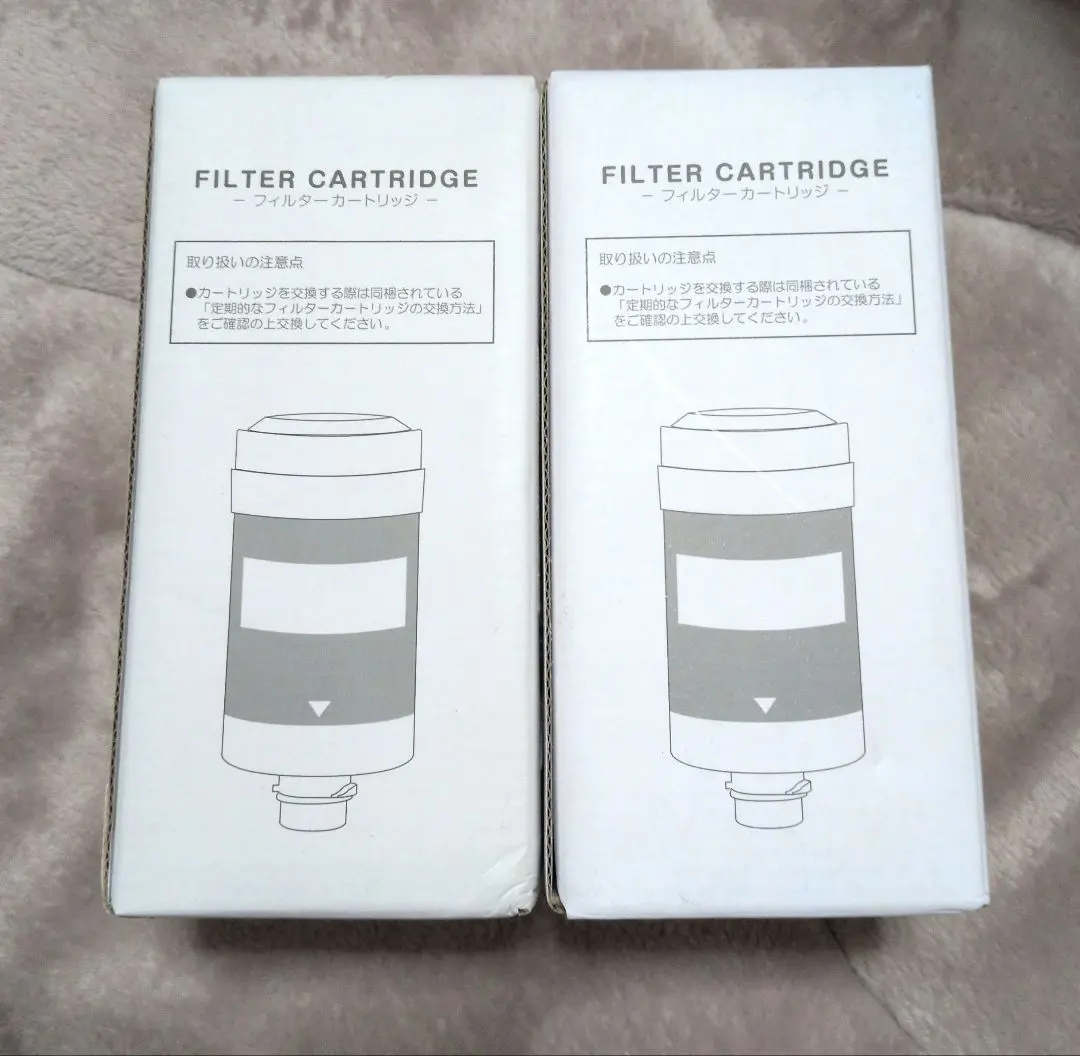 FILTER CARTRIDGE
− フィルターカートリッジ −
取り扱いの注意点
●カートリッジを交換する際は同梱されている
「定期的なフィルターカートリッジの交換方法」
をご確認の上交換してください。
FILTER CARTRIDGE
− フィルターカートリッジ −
取り扱いの注意点
●カートリッジを交換する際は同梱されている
「定期的なフィルターカートリッジの交換方法」
をご確認の上交換してください。